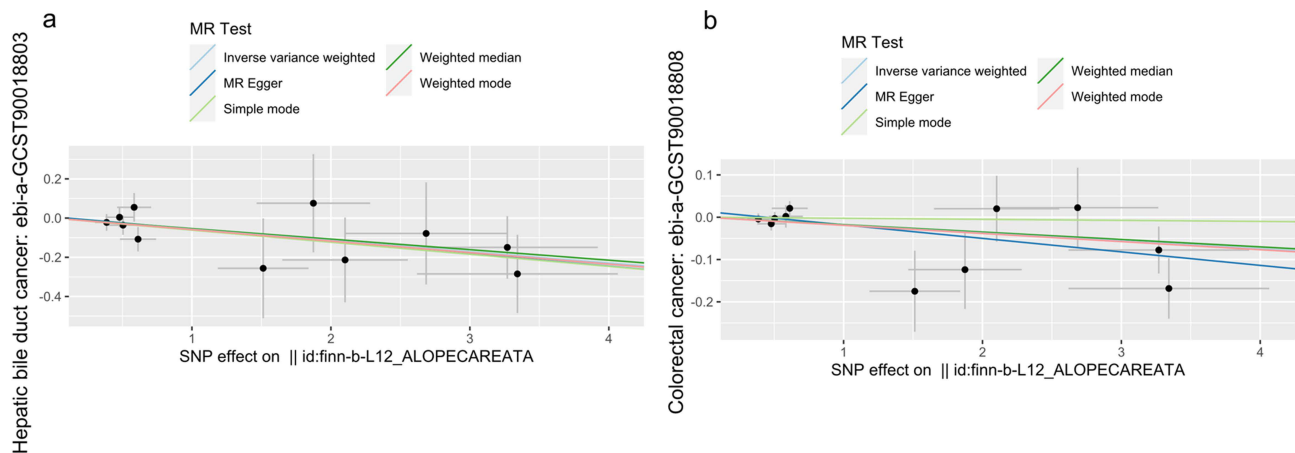 a
MR Test
Inverse variance weighted
Weighted median
MR Egger
Weighted mode
Simple mode
Hepatic bile duct cancer: ebi-a-GCST90018803
0.2
0.0
-0.2
-0.4
1
2
3
4
SNP effect on || id:finn-b-L12_ALOPECAREATA
b
MR Test
Inverse variance weighted
Weighted median
MR Egger
Weighted mode
Simple mode
Colorectal cancer: ebi-a-GCST90018808
0.1
0.0
-0.1
-0.2
1
2
3
4
SNP effect on || id:finn-b-L12_ALOPECAREATA